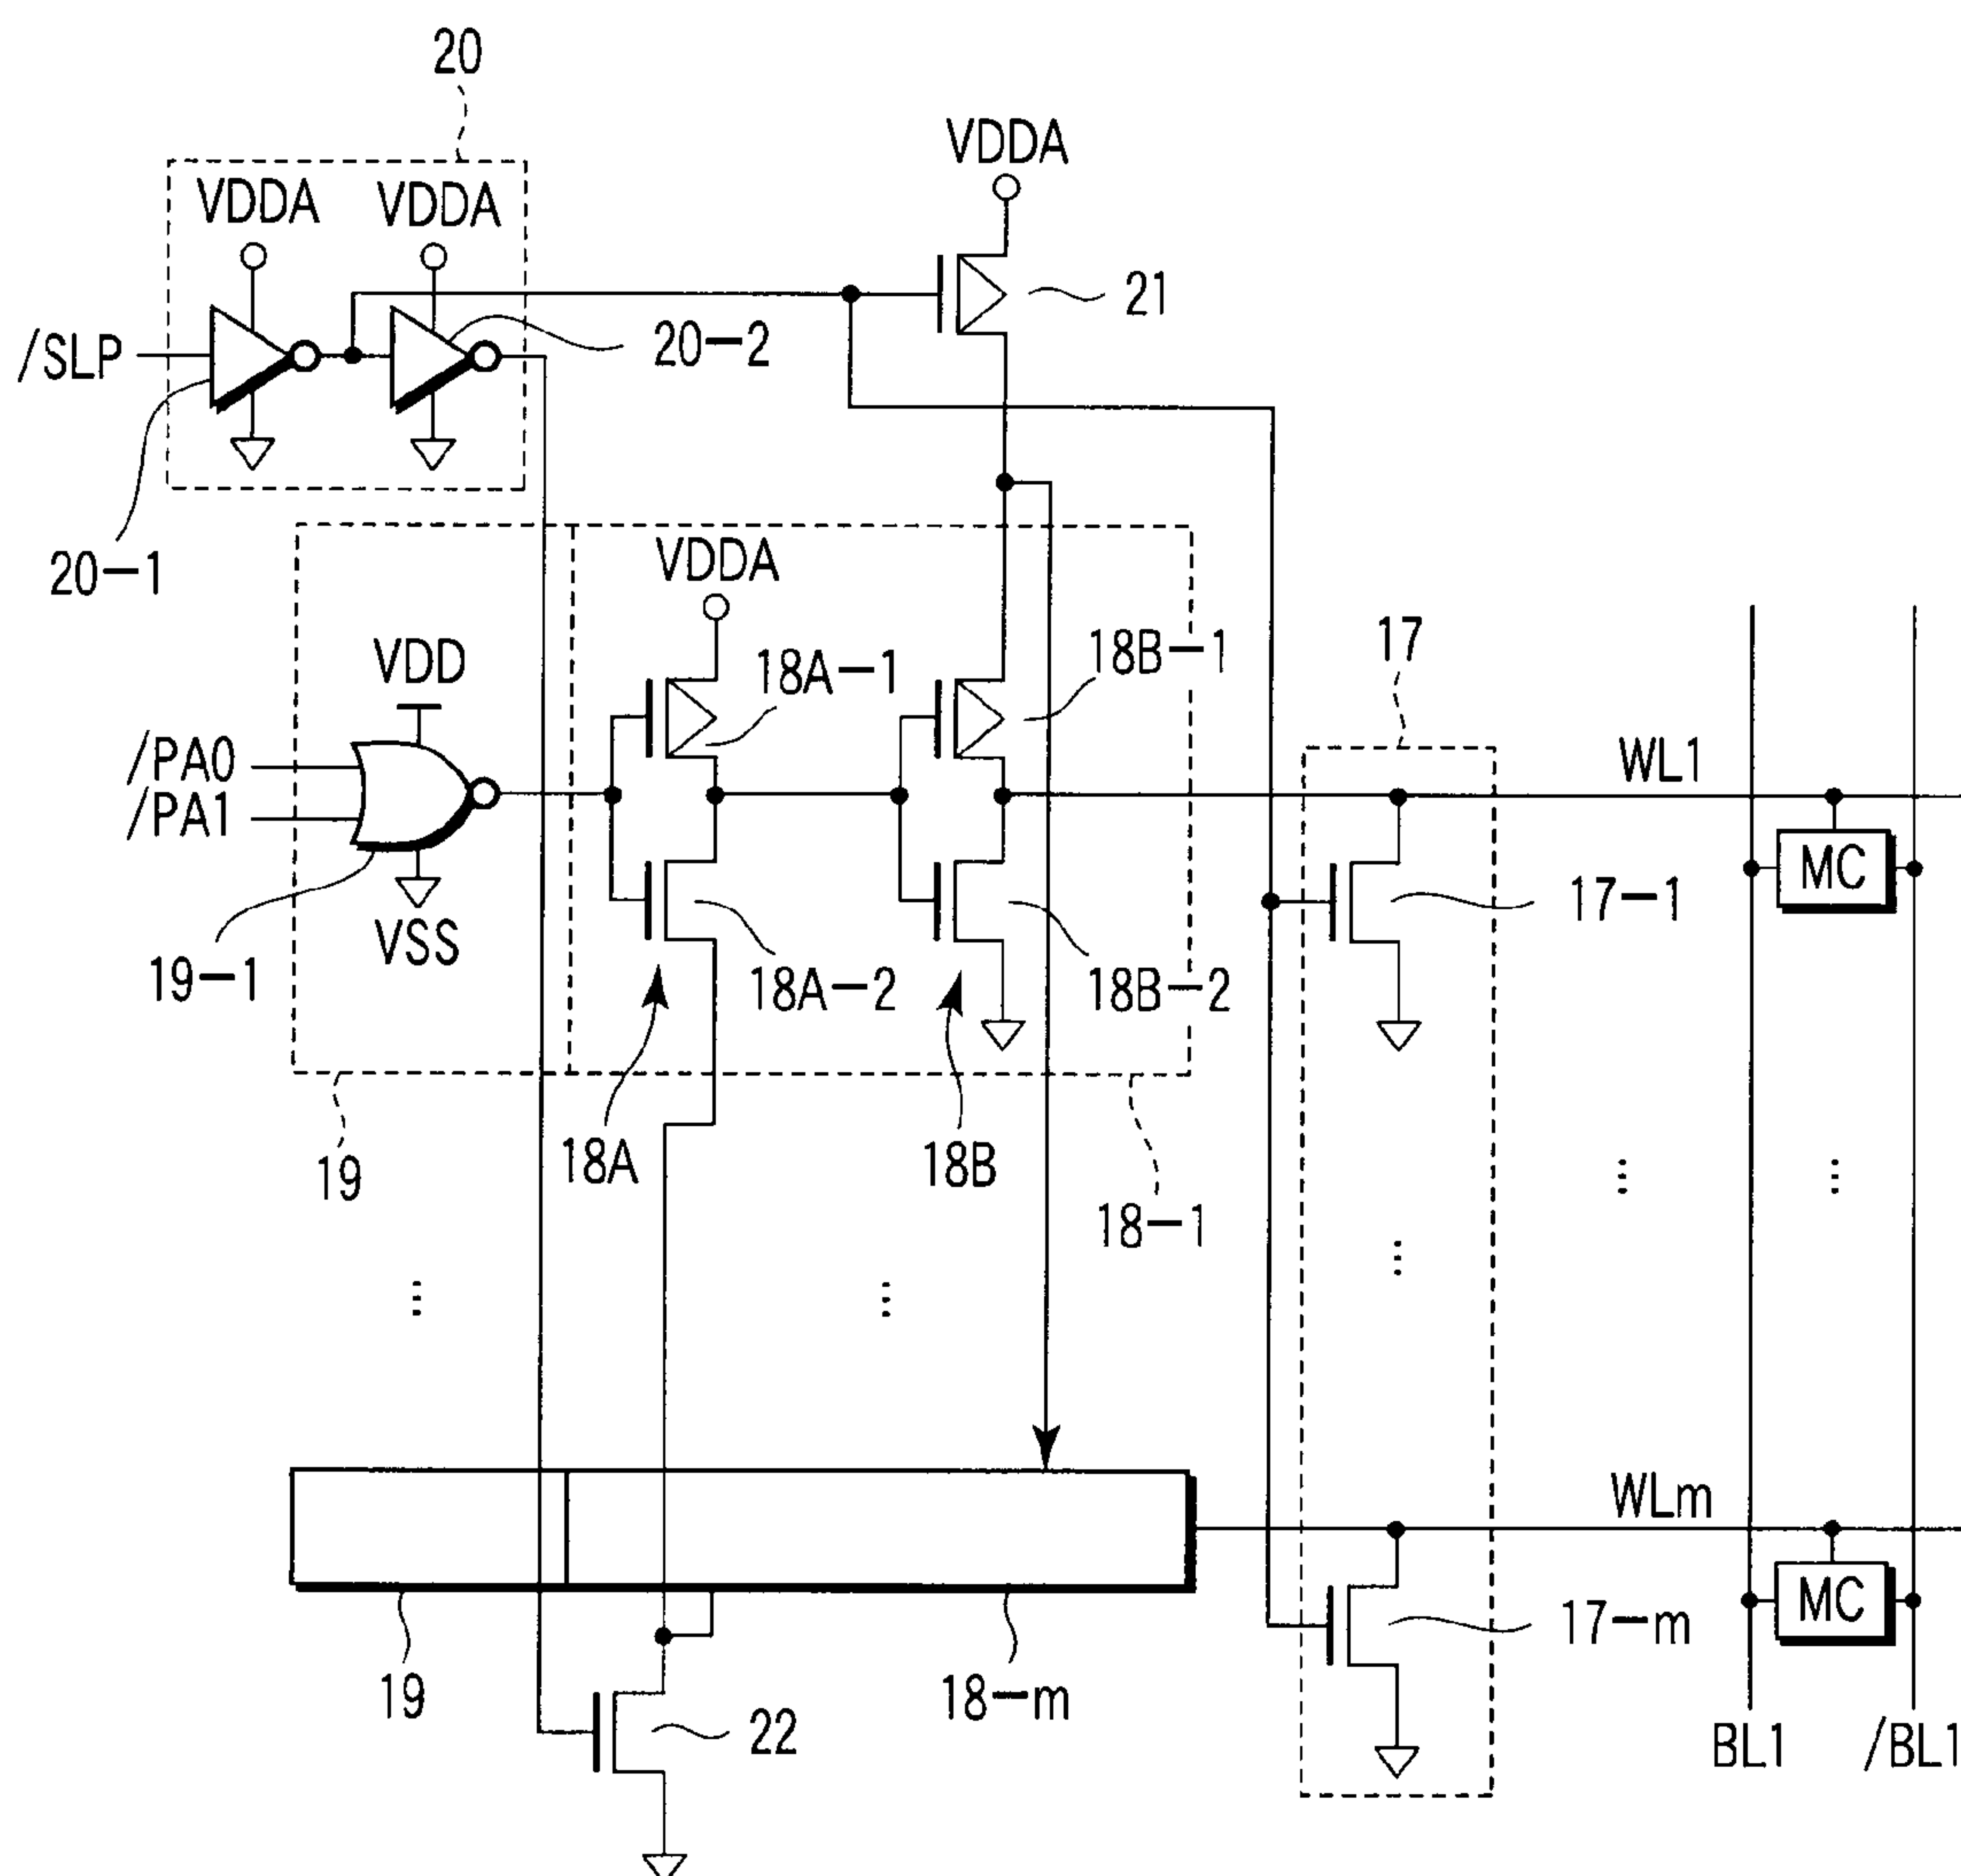 20
VDDA
VDDA VDDA
21
/SLP
20-2
20-1
VDDA
VDD
18A-1
18B-1
17
/PA0
WL1
/PA1
MC
17-1
VSS
19-1
18A-2
18B-2
19
18A
18B
18-1
WLm
MC
17-m
19
18-m
22
BL1 /BL1